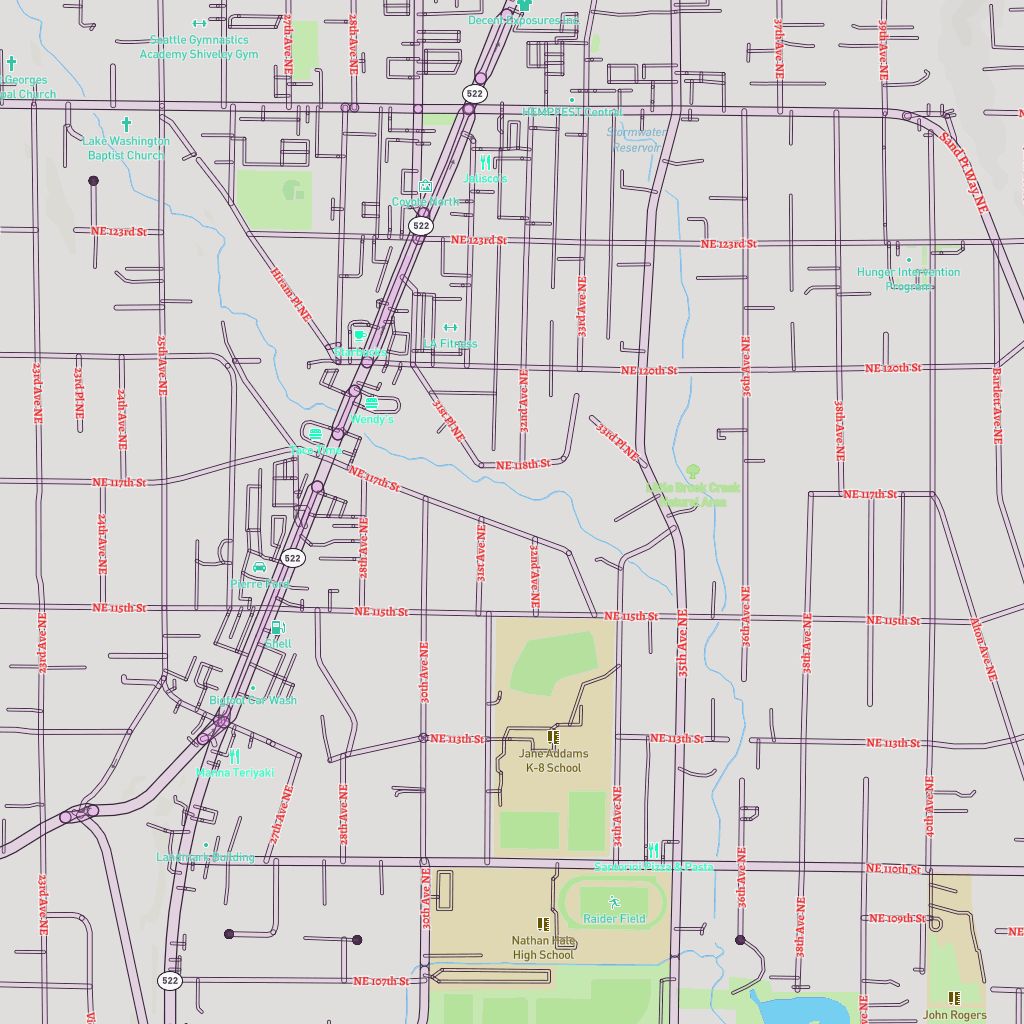 Decent Exposures Inc.
27th Ave NE
28th Ave NE
37th Ave NE
39th Ave NE
Seattle Gymnastics
Academy Shiveley Gym
Georges
pal Church
522
HEMPFEST Central
Stormwater
Reservoir
Lake Washington
Baptist Church
Sand Pt Way NE
Jalisco's
Coyote North
522
NE 123rd St
NE 123rd St
NE 123rd St
Hunger Intervention
Program
Hiram Pl NE
33rd Ave NE
LA Fitness
Starbucks
25th Ave NE
36th Ave NE
NE 120th St
NE 120th St
23rd Ave NE
23rd Pl NE
24th Ave NE
32nd Ave NE
38th Ave NE
Bartlett Ave NE
Wendy's
31st Pl NE
33rd Pl NE
Taco Time
NE 118th St
NE 117th St
NE 117th St
Little Brook Creek
Natural Area
NE 117th St
24th Ave NE
28th Ave NE
31st Ave NE
32nd Ave NE
522
Pierre Ford
NE 115th St
NE 115th St
NE 115th St
NE 115th St
36th Ave NE
38th Ave NE
35th Ave NE
Alton Ave NE
23rd Ave NE
Shell
30th Ave NE
Bigfoot Car Wash
NE 113th St
NE 113th St
NE 113th St
Jane Addams
K-8 School
Manna Teriyaki
27th Ave NE
28th Ave NE
34th Ave NE
40th Ave NE
Landmark Building
Santorini Pizza & Pasta
NE 110th St
23rd Ave NE
30th Ave NE
36th Ave NE
38th Ave NE
Raider Field
NE 109th St
NE
Nathan Hale
High School
522
NE 107th St
John Rogers